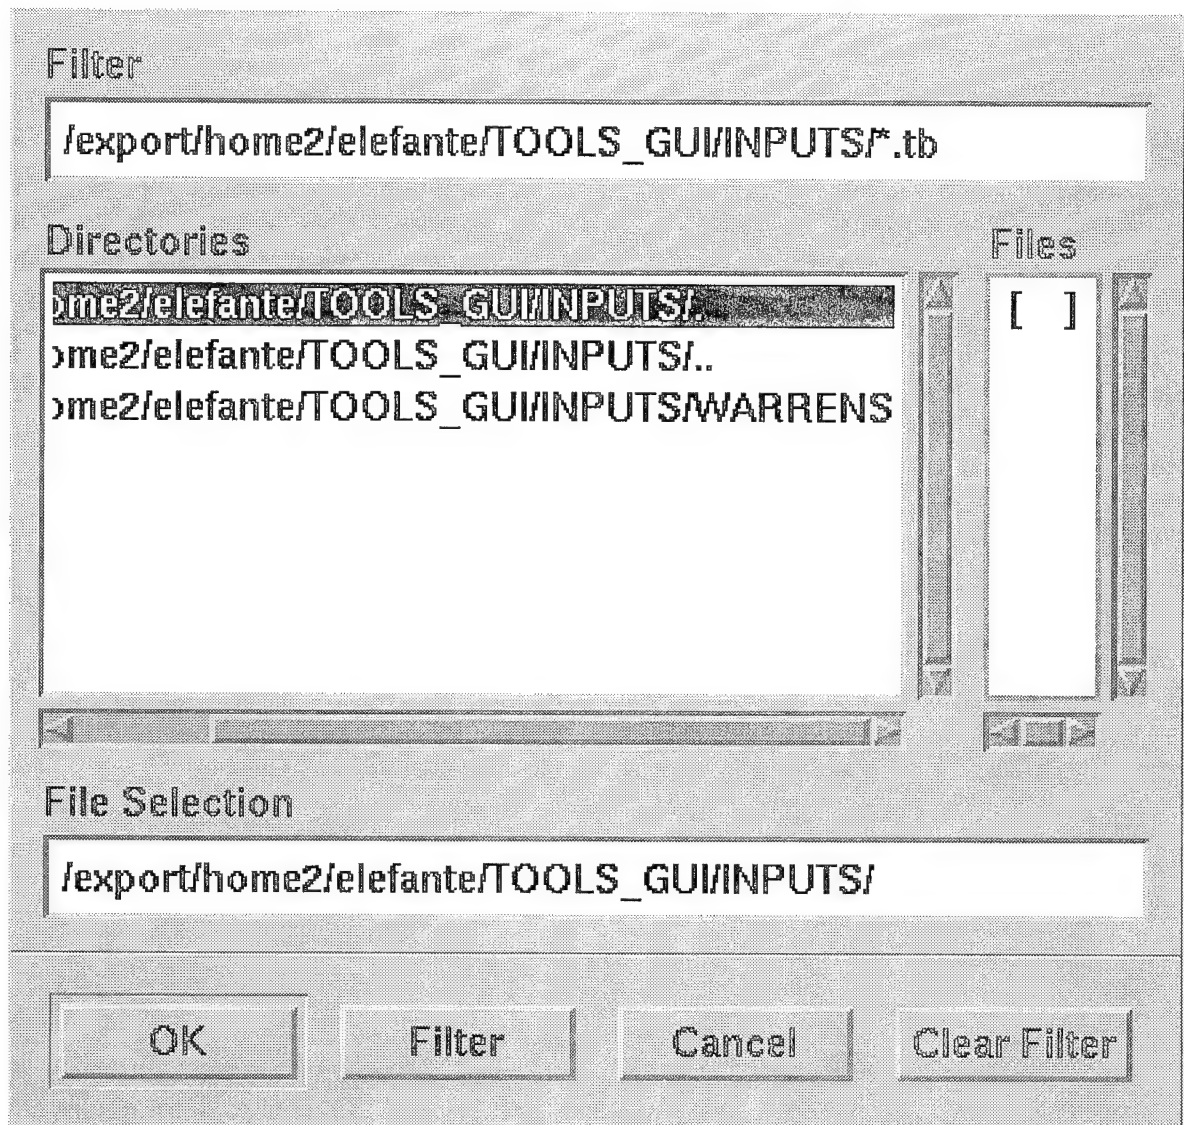 Filter
/export/home2/elefante/TOOLS_GUI/INPUTS/*.tb
Directories
Files
ome2/elefante/TOOLS_GUI/INPUTS/.
[ ]
ome2/elefante/TOOLS_GUI/INPUTS/..
ome2/elefante/TOOLS_GUI/INPUTS/WARRENS
File Selection
/export/home2/elefante/TOOLS_GUI/INPUTS/
OK
Filter
Cancel
Clear Filter